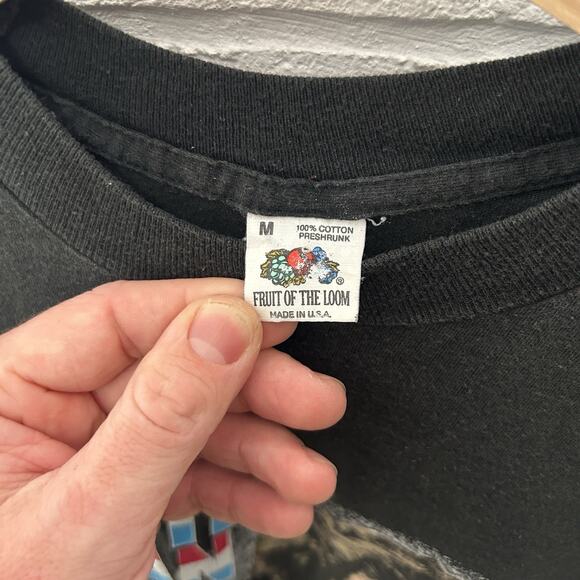 M
100% COTTON
PRESHRUNK
®
FRUIT OF THE LOOM
MADE IN U.S.A.